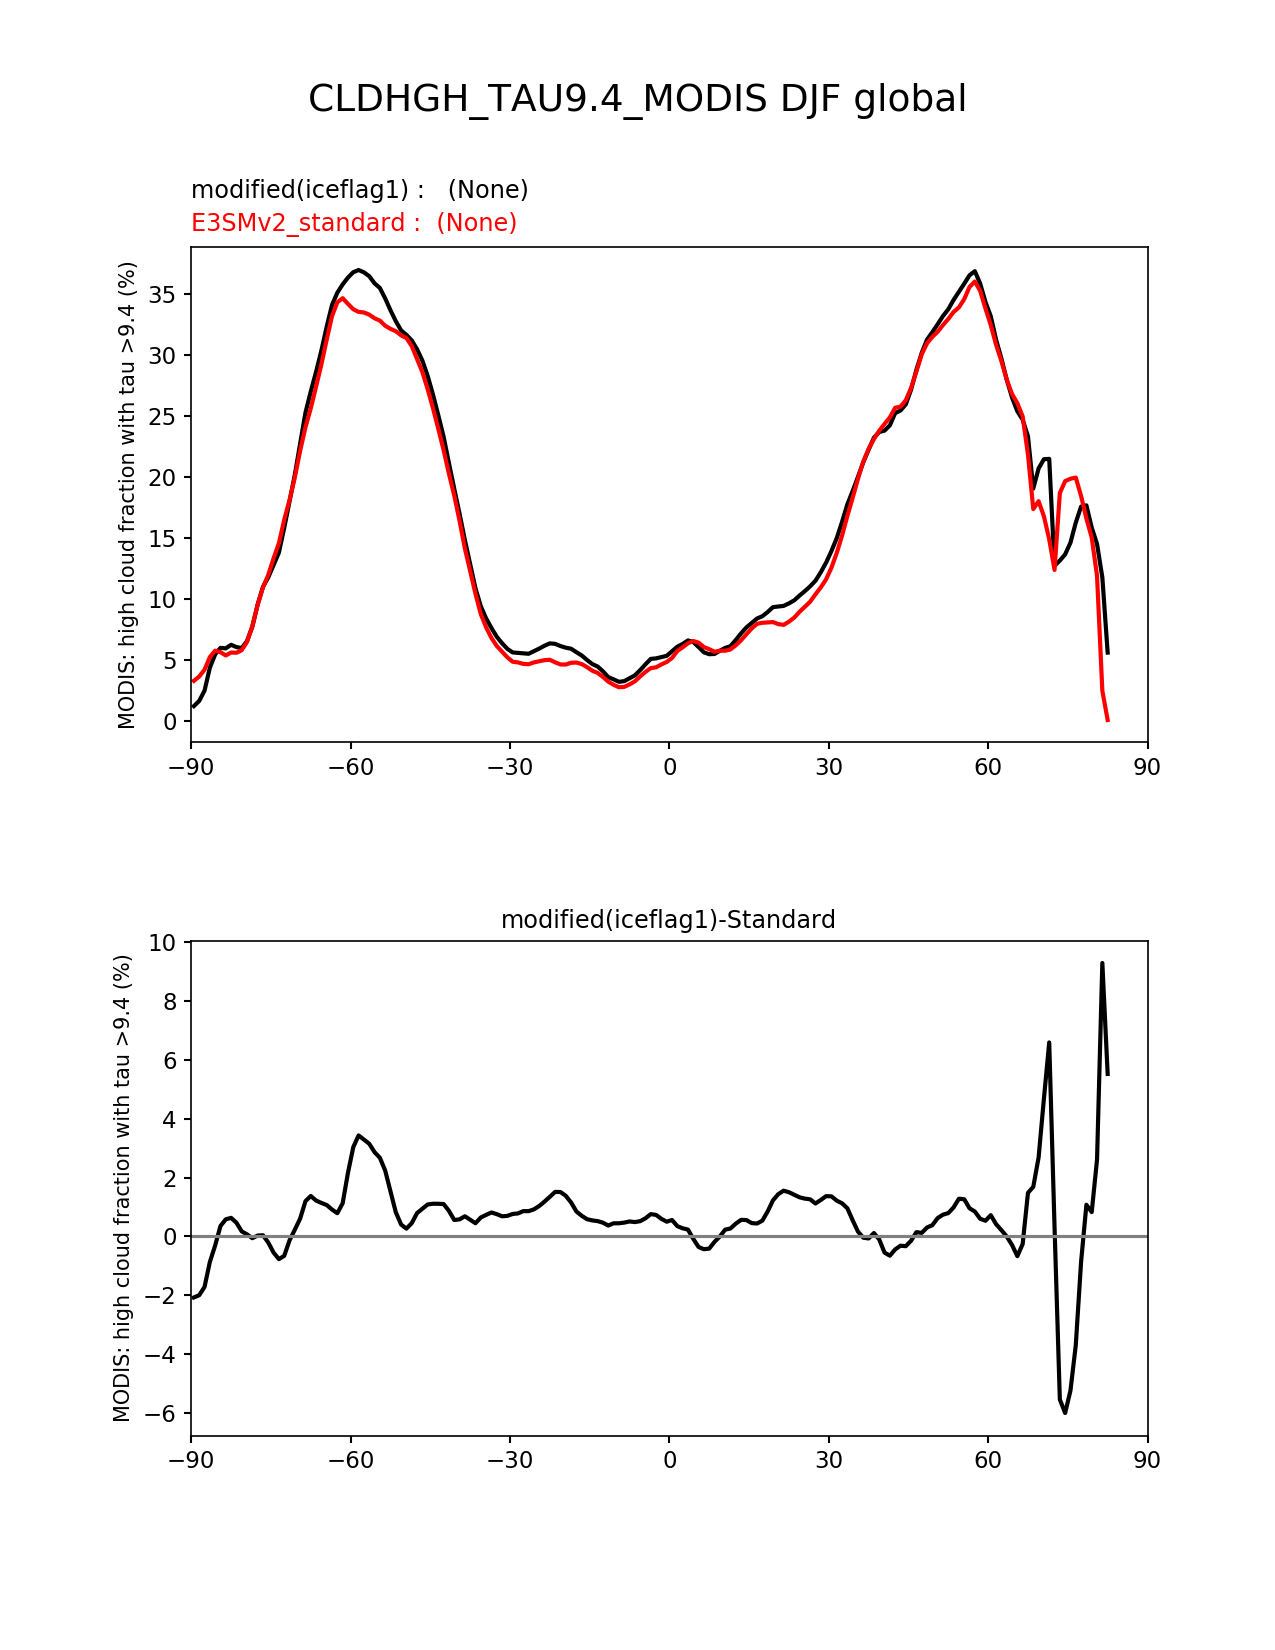 CLDHGH_TAU9.4_MODIS DJF global
modified(iceflag1) :   (None)
E3SMv2_standard :  (None)
MODIS: high cloud fraction with tau >9.4 (%)
35
30
25
20
15
10
5
0
−90 −60 −30 0 30 60 90
modified(iceflag1)-Standard
MODIS: high cloud fraction with tau >9.4 (%)
10
8
6
4
2
0
−2
−4
−6
−90 −60 −30 0 30 60 90